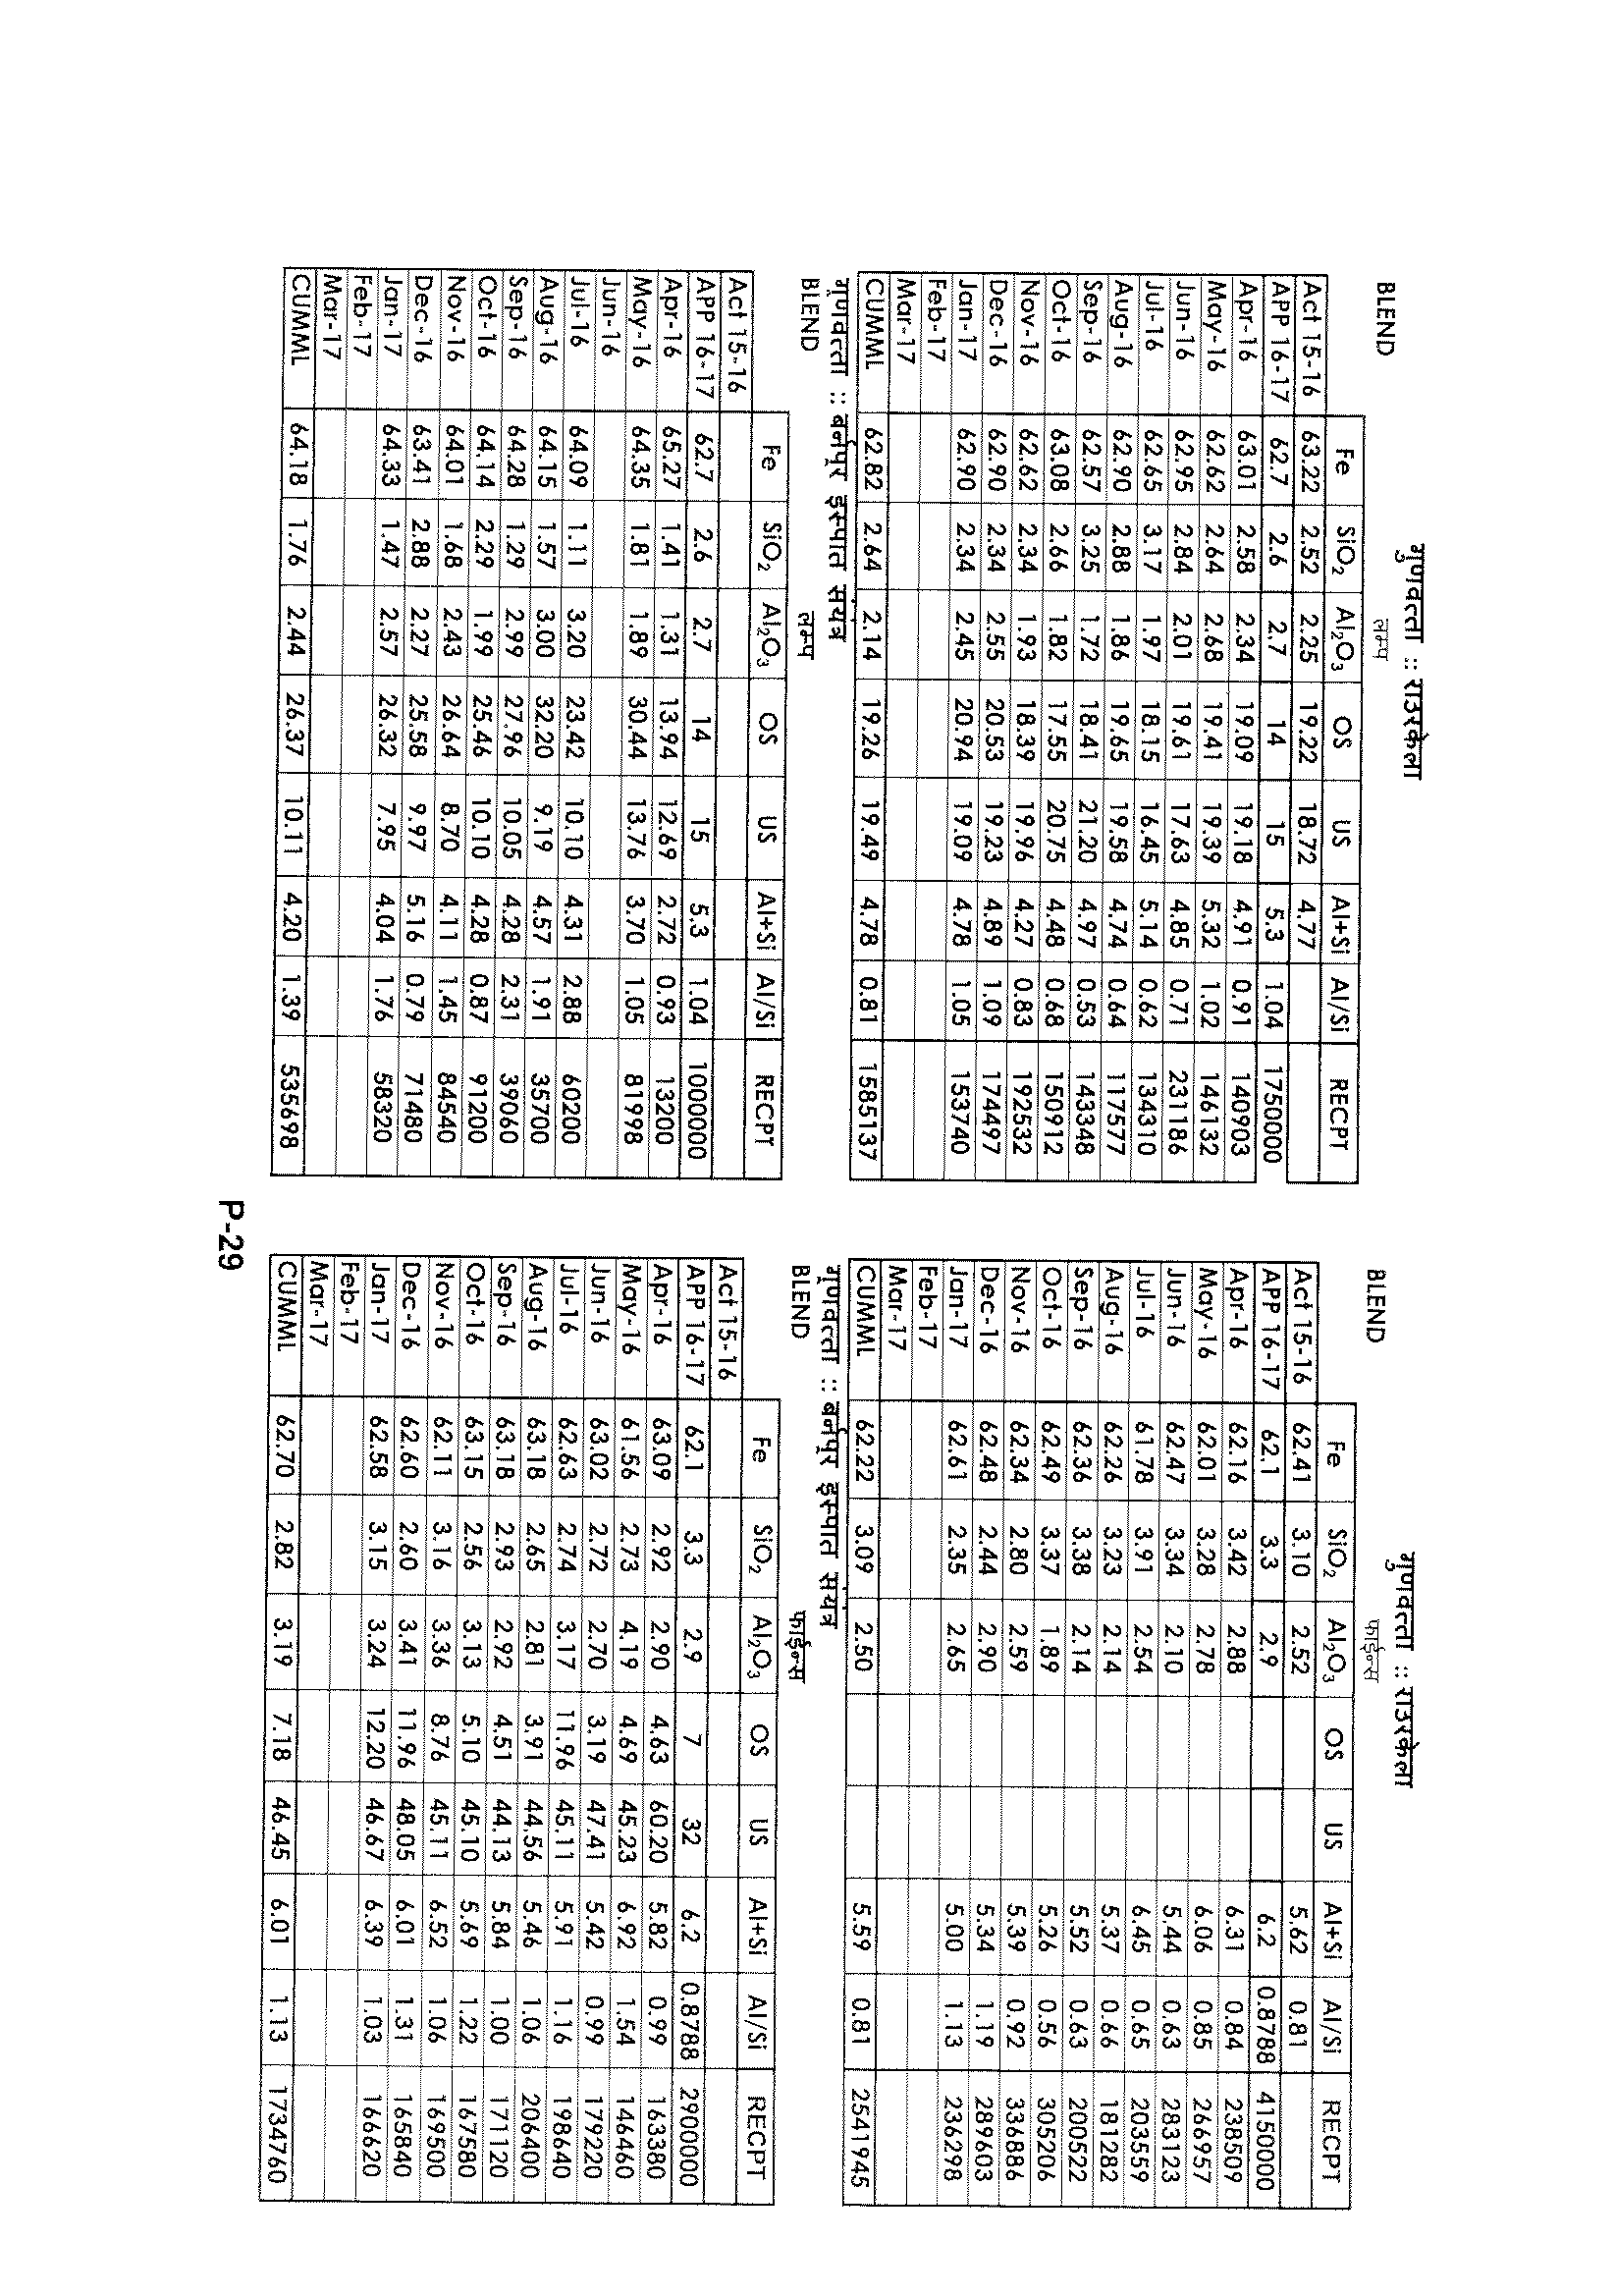 गुणवत्ता :: राउरकेला
BLEND लम्प
Fe SiO₂ Al₂O₃ OS US Al+Si Al/Si RECPT
Act 15-16 63.22 2.52 2.25 19.22 18.72 4.77
APP 16-17 62.7 2.6 2.7 14 15 5.3 1.04 1750000
Apr-16 63.01 2.58 2.34 19.09 19.18 4.91 0.91 140903
May-16 62.62 2.64 2.68 19.41 19.39 5.32 1.02 146132
Jun-16 62.95 2.84 2.01 19.61 17.63 4.85 0.71 231186
Jul-16 62.65 3.17 1.97 18.15 16.45 5.14 0.62 134310
Aug-16 62.90 2.88 1.86 19.65 19.58 4.74 0.64 117577
Sep-16 62.57 3.25 1.72 18.41 21.20 4.97 0.53 143348
Oct-16 63.08 2.66 1.82 17.55 20.75 4.48 0.68 150912
Nov-16 62.62 2.34 1.93 18.39 19.96 4.27 0.83 192532
Dec-16 62.90 2.34 2.55 20.53 19.23 4.89 1.09 174497
Jan-17 62.90 2.34 2.45 20.94 19.09 4.78 1.05 153740
Feb-17
Mar-17
CUMML 62.82 2.64 2.14 19.26 19.49 4.78 0.81 1585137
गुणवत्ता :: बर्नपूर इस्पात संयंत्र
BLEND लम्प
Fe SiO₂ Al₂O₃ OS US Al+Si Al/Si RECPT
Act 15-16
APP 16-17 62.7 2.6 2.7 14 15 5.3 1.04 1000000
Apr-16 65.27 1.41 1.31 13.94 12.69 2.72 0.93 13200
May-16 64.35 1.81 1.89 30.44 13.76 3.70 1.05 81998
Jun-16
Jul-16 64.09 1.11 3.20 23.42 10.10 4.31 2.88 60200
Aug-16 64.15 1.57 3.00 32.20 9.19 4.57 1.91 35700
Sep-16 64.28 1.29 2.99 27.96 10.05 4.28 2.31 39060
Oct-16 64.14 2.29 1.99 25.46 10.10 4.28 0.87 91200
Nov-16 64.01 1.68 2.43 26.64 8.70 4.11 1.45 84540
Dec-16 63.41 2.88 2.27 25.58 9.97 5.16 0.79 71480
Jan-17 64.33 1.47 2.57 26.32 7.95 4.04 1.76 58320
Feb-17
Mar-17
CUMML 64.18 1.76 2.44 26.37 10.11 4.20 1.39 535698
गुणवत्ता :: राउरकेला
BLEND फाईन्स
Fe SiO₂ Al₂O₃ OS US Al+Si Al/Si RECPT
Act 15-16 62.41 3.10 2.52 5.62 0.81
APP 16-17 62.1 3.3 2.9 6.2 0.8788 4150000
Apr-16 62.16 3.42 2.88 6.31 0.84 238509
May-16 62.01 3.28 2.78 6.06 0.85 266957
Jun-16 62.47 3.34 2.10 5.44 0.63 283123
Jul-16 61.78 3.91 2.54 6.45 0.65 203559
Aug-16 62.26 3.23 2.14 5.37 0.66 181282
Sep-16 62.36 3.38 2.14 5.52 0.63 200522
Oct-16 62.49 3.37 1.89 5.26 0.56 305206
Nov-16 62.34 2.80 2.59 5.39 0.92 336886
Dec-16 62.48 2.44 2.90 5.34 1.19 289603
Jan-17 62.61 2.35 2.65 5.00 1.13 236298
Feb-17
Mar-17
CUMML 62.22 3.09 2.50 5.59 0.81 2541945
गुणवत्ता :: बर्नपूर इस्पात संयंत्र
BLEND फाईन्स
Fe SiO₂ Al₂O₃ OS US Al+Si Al/Si RECPT
Act 15-16
APP 16-17 62.1 3.3 2.9 7 32 6.2 0.8788 2900000
Apr-16 63.09 2.92 2.90 4.63 60.20 5.82 0.99 163380
May-16 61.56 2.73 4.19 4.69 45.23 6.92 1.54 146460
Jun-16 63.02 2.72 2.70 3.19 47.41 5.42 0.99 179220
Jul-16 62.63 2.74 3.17 11.96 45.11 5.91 1.16 198640
Aug-16 63.18 2.65 2.81 3.91 44.56 5.46 1.06 206400
Sep-16 63.18 2.93 2.92 4.51 44.13 5.84 1.00 171120
Oct-16 63.15 2.56 3.13 5.10 45.10 5.69 1.22 167580
Nov-16 62.11 3.16 3.36 8.76 45.11 6.52 1.06 169500
Dec-16 62.60 2.60 3.41 11.96 48.05 6.01 1.31 165840
Jan-17 62.58 3.15 3.24 12.20 46.67 6.39 1.03 166620
Feb-17
Mar-17
CUMML 62.70 2.82 3.19 7.18 46.45 6.01 1.13 1734760
P-29